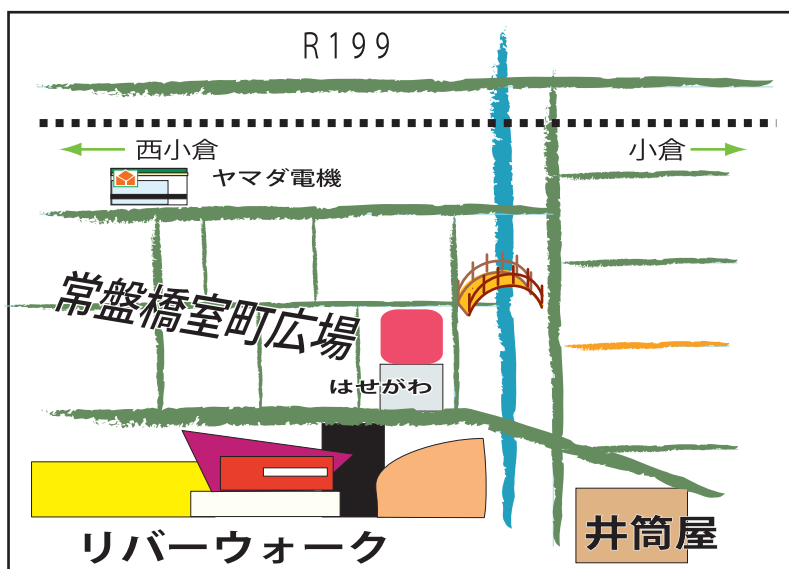 R199
西小倉
小倉
ヤマダ電機
常盤橋室町広場
はせがわ
リバーウォーク
井筒屋